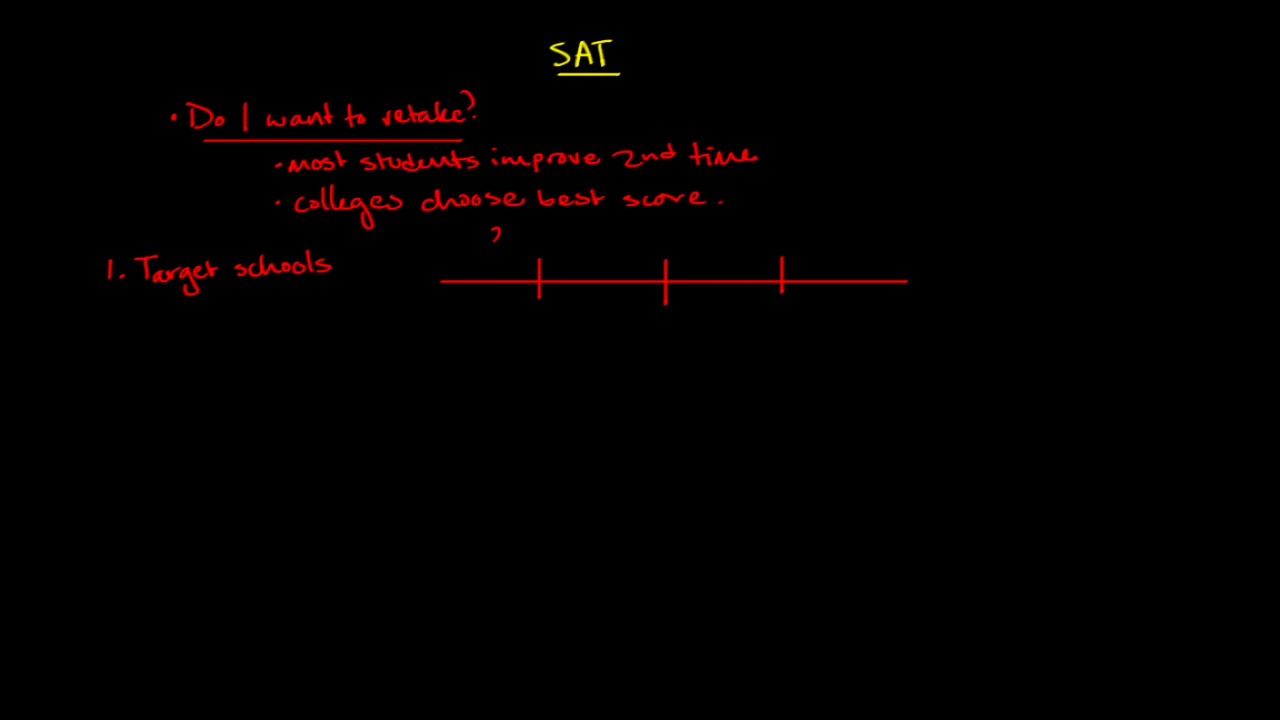 SAT
• Do I want to retake?
• most students improve 2nd time
• colleges choose best score.
1. Target schools